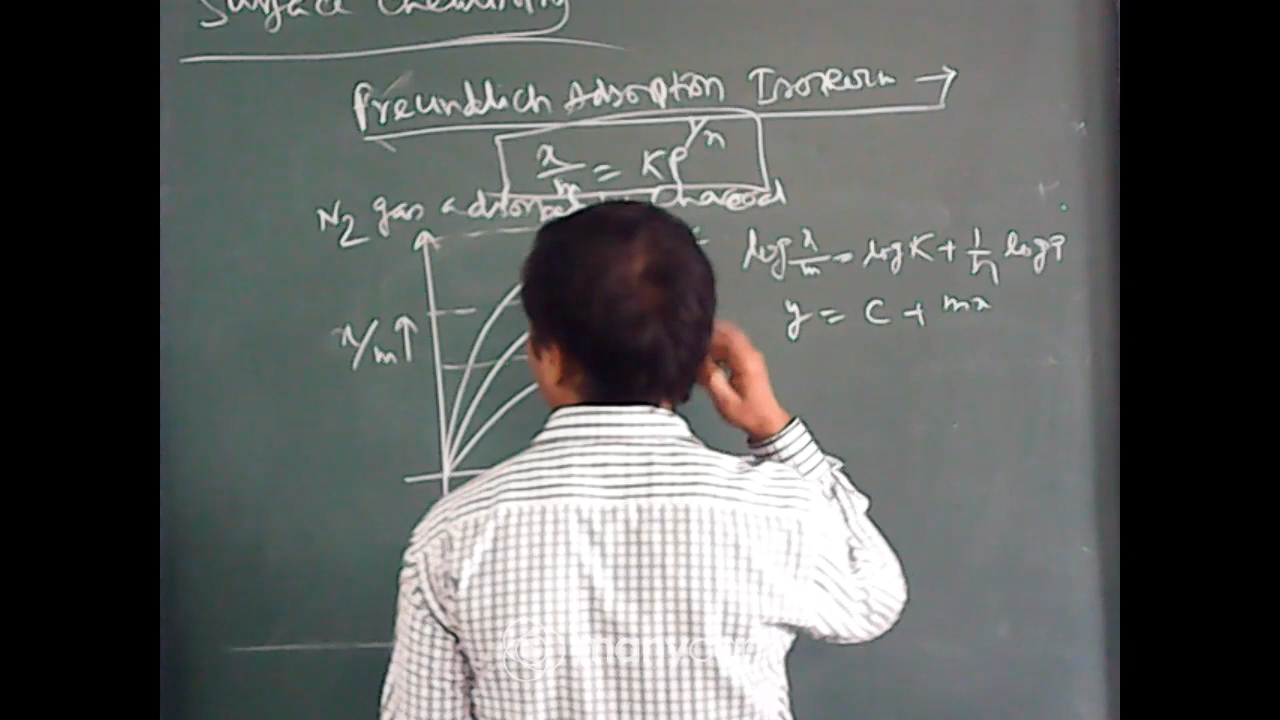 Surface Chemistry
Freundlich Adsorption Isotherm →
x/m = KP^1/n
N2 gas adsorbed Charcoal
x/m ↑
log x/m = log K + 1/n log P
y = C + mx